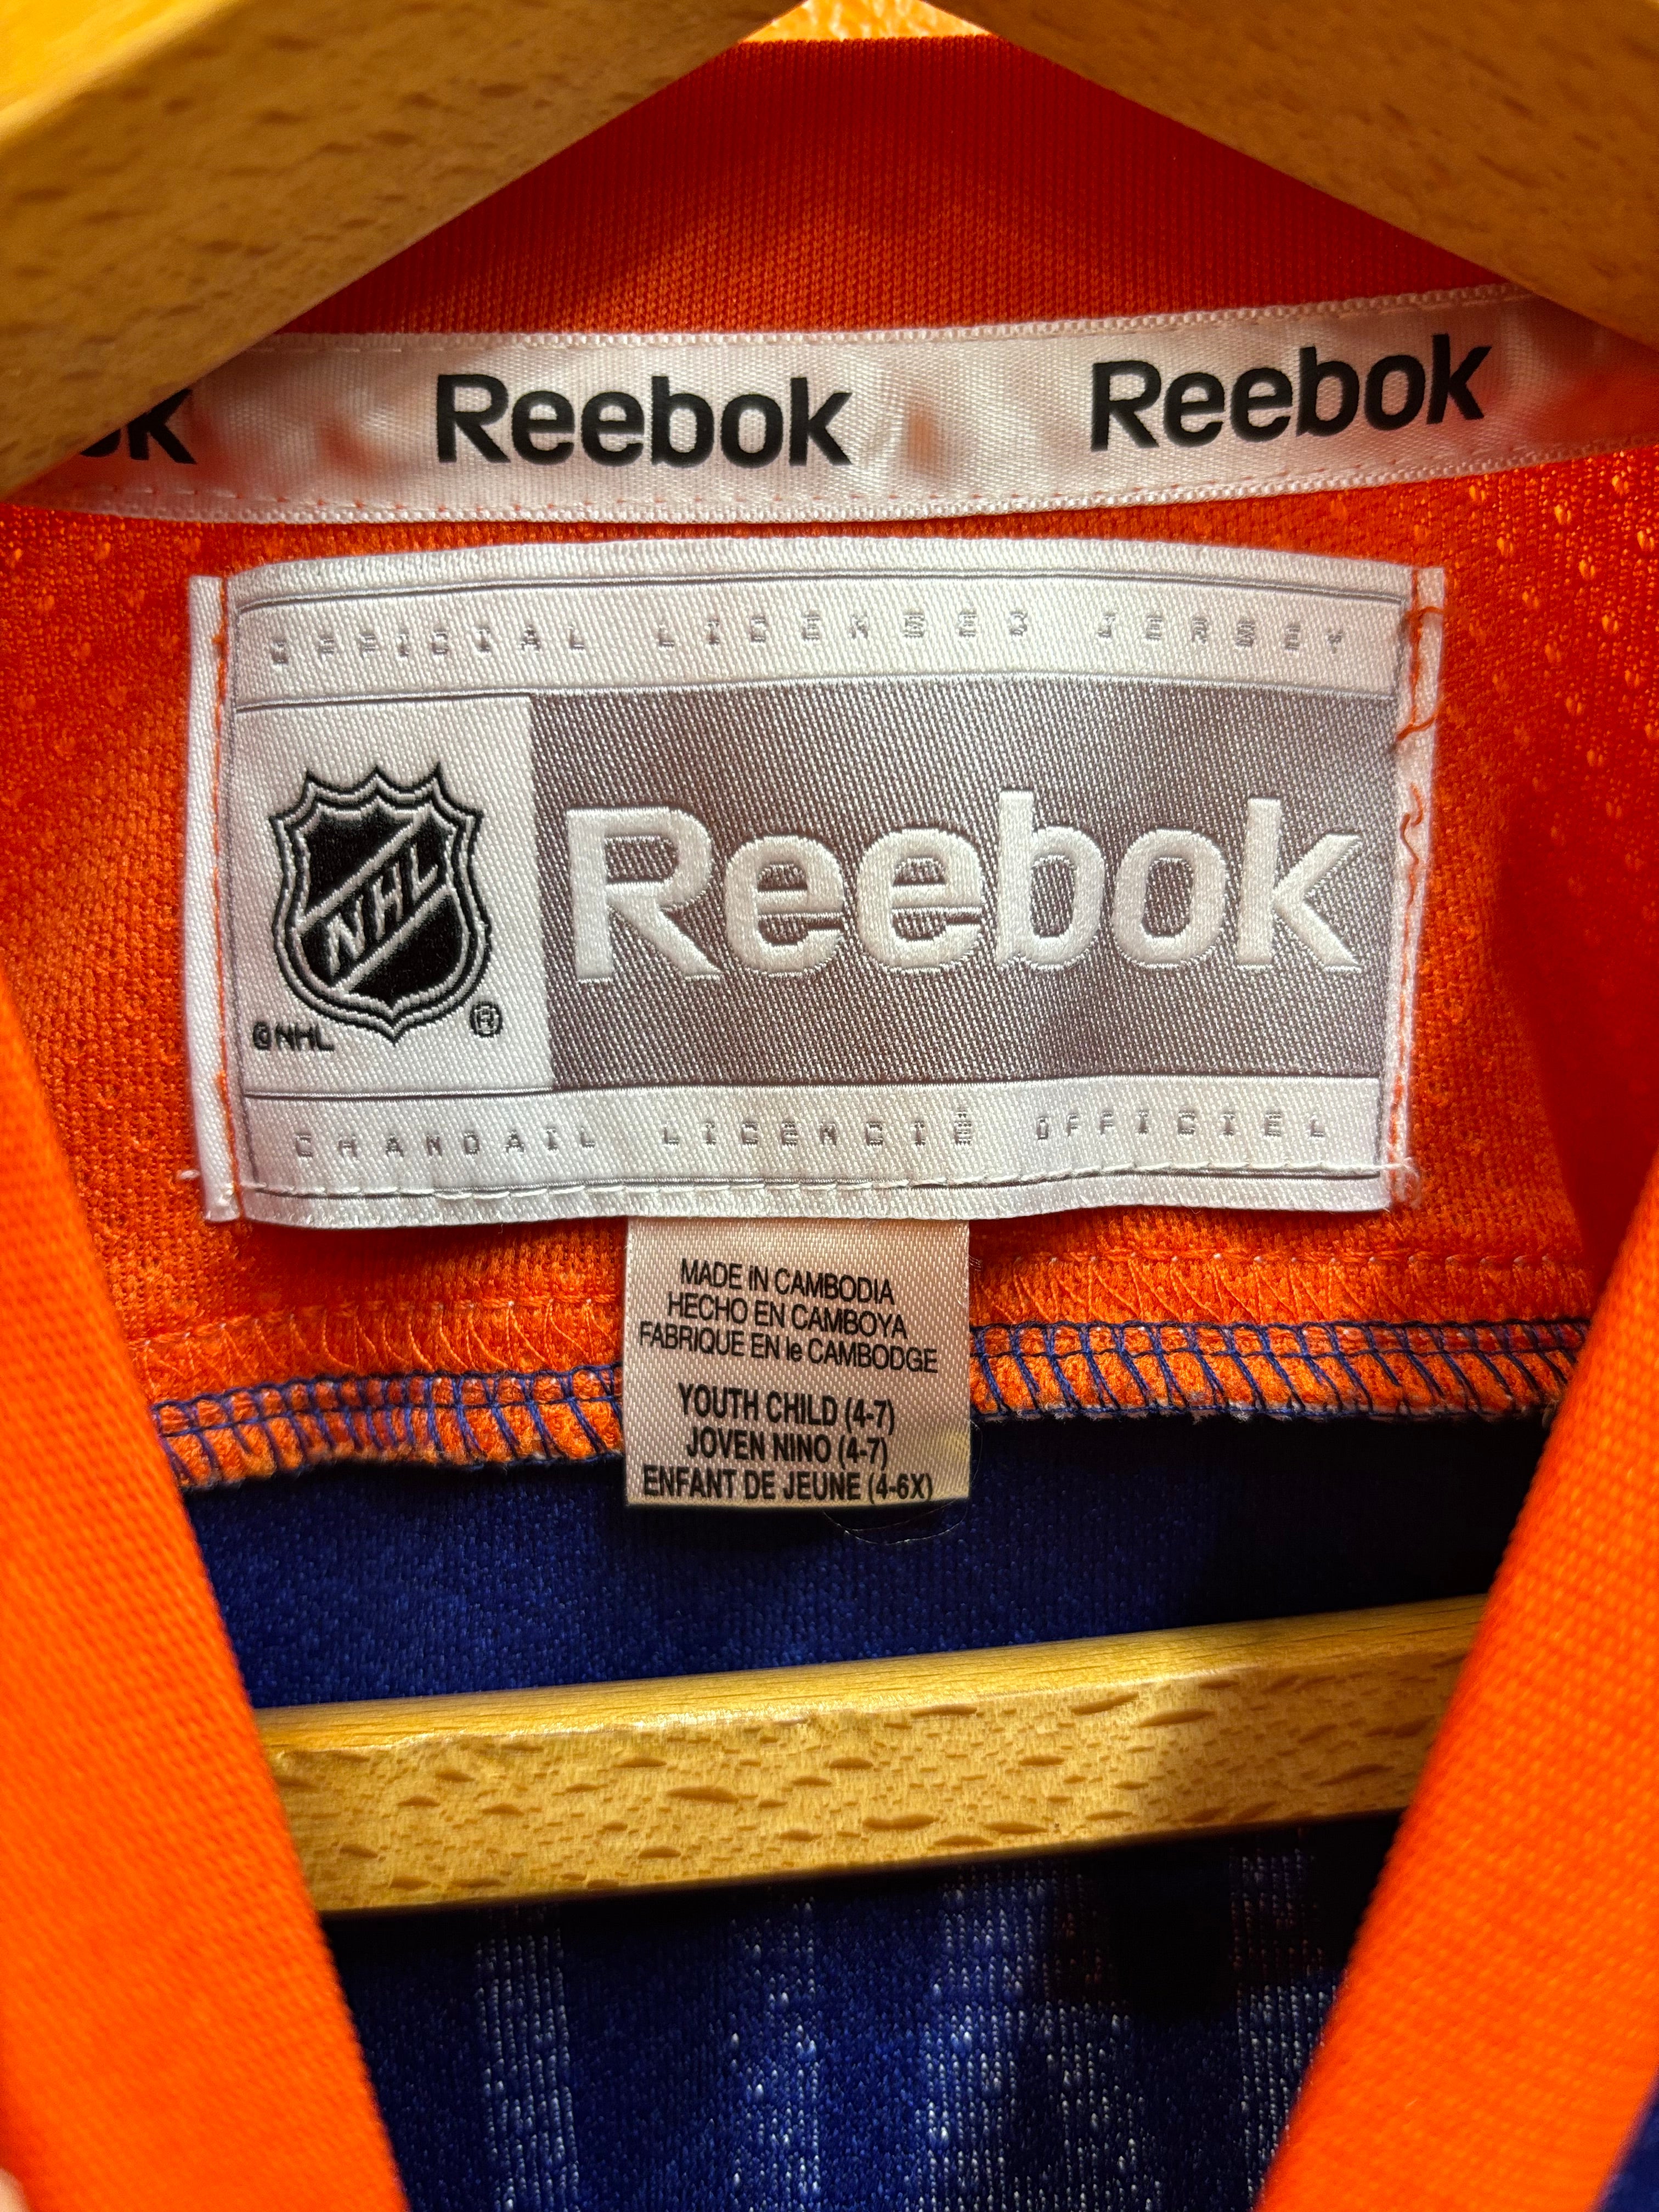 ok Reebok Reebok
OFFICIAL LICENSED JERSEY
NHL
Reebok
®
©NHL
CHANDAIL LICENCIÉ OFFICIEL
MADE IN CAMBODIA
HECHO EN CAMBOYA
FABRIQUE EN le CAMBODGE
YOUTH CHILD (4-7)
JOVEN NINO (4-7)
ENFANT DE JEUNE (4-6X)